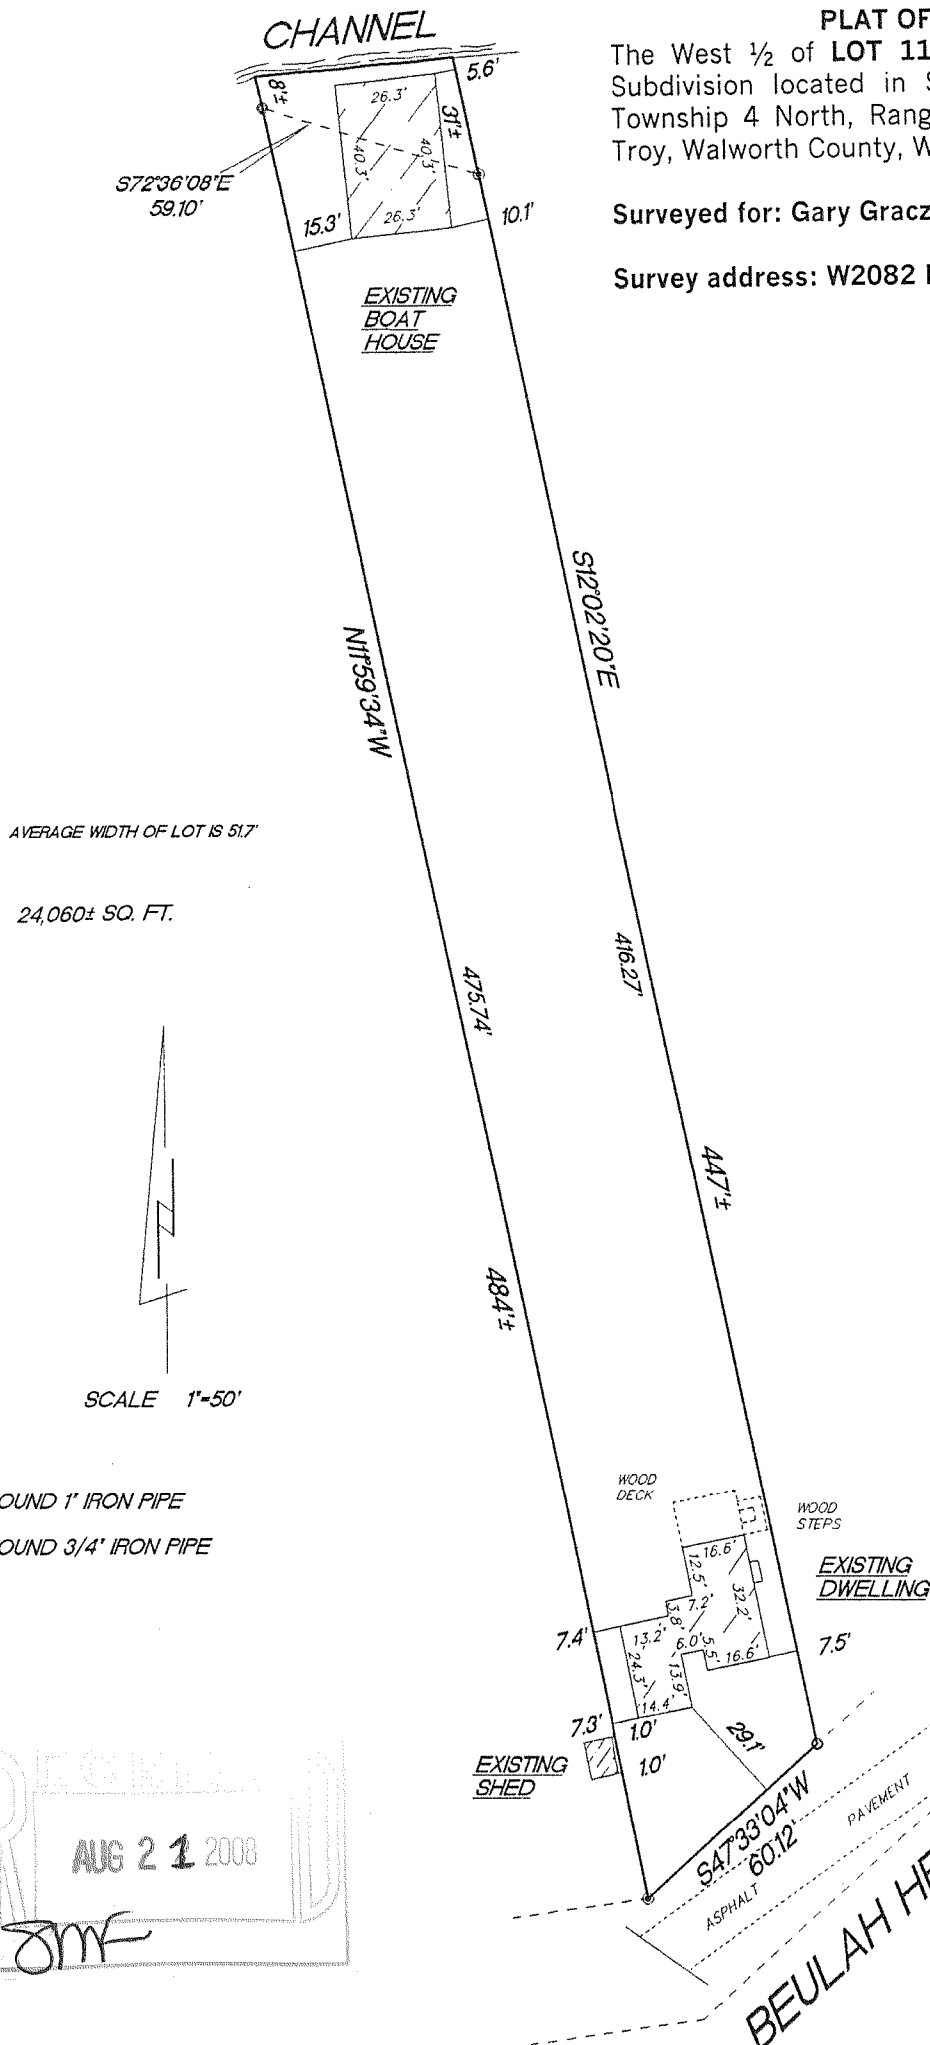 PLAT OF
The West ½ of LOT 11
Subdivision located in S
Township 4 North, Rang
Troy, Walworth County, W
Surveyed for: Gary Gracz
Survey address: W2082
CHANNEL
5.6'
8'±
26.3'
31'±
40.3'
40.3'
S72°36'08"E
59.10'
15.3'
26.3'
10.1'
EXISTING
BOAT
HOUSE
S12°02'20"E
N11°59'34"W
AVERAGE WIDTH OF LOT IS 51.7'
24,060± SQ. FT.
416.27'
475.74'
447'±
484'±
SCALE 1"=50'
OUND 1" IRON PIPE
OUND 3/4" IRON PIPE
WOOD
DECK
WOOD
STEPS
EXISTING
DWELLING
16.6'
12.5'
32.2'
7.2'
3.8'
7.4'
13.2'
6.0'
5.5'
16.6'
7.5'
24.3'
13.9'
14.4'
7.3'
1.0'
29.1'
EXISTING
SHED
1.0'
S47°33'04"W
60.12'
PAVEMENT
ASPHALT
BEULAH HE
AUG 21 2008